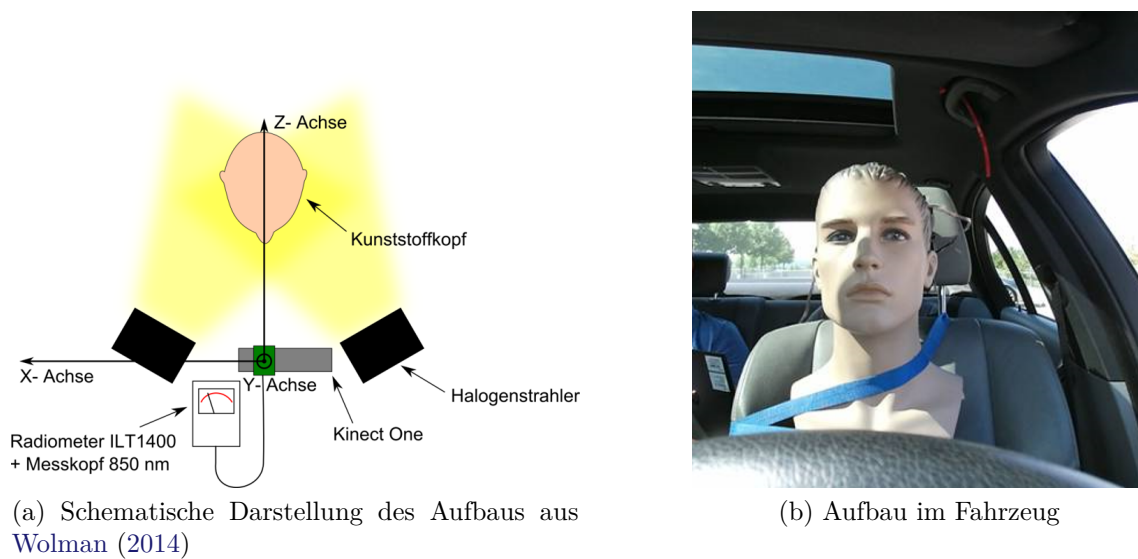 Z- Achse
Kunststoffkopf
X- Achse
Y- Achse
Halogenstrahler
Kinect One
Radiometer ILT1400
+ Messkopf 850 nm
(a) Schematische Darstellung des Aufbaus aus
Wolman (2014)
(b) Aufbau im Fahrzeug